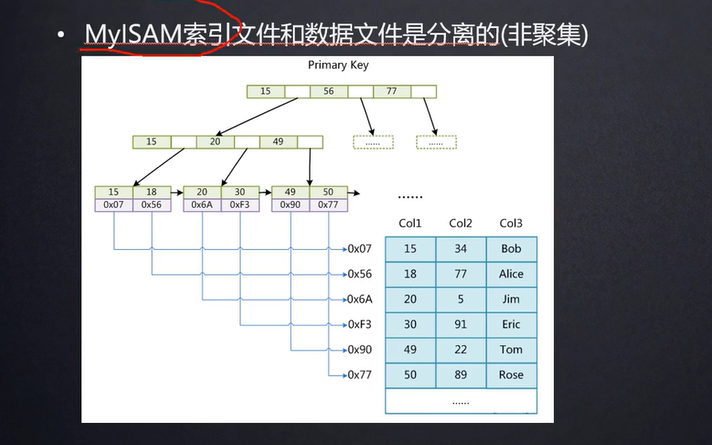 • MyISAM索引文件和数据文件是分离的(非聚集)
Primary Key
15 56 77
15 20 49 ...... ......
15 18 20 30 49 50
0x07 0x56 0x6A 0xF3 0x90 0x77
......
Col1 Col2 Col3
0x07 15 34 Bob
0x56 18 77 Alice
0x6A 20 5 Jim
0xF3 30 91 Eric
0x90 49 22 Tom
0x77 50 89 Rose
......